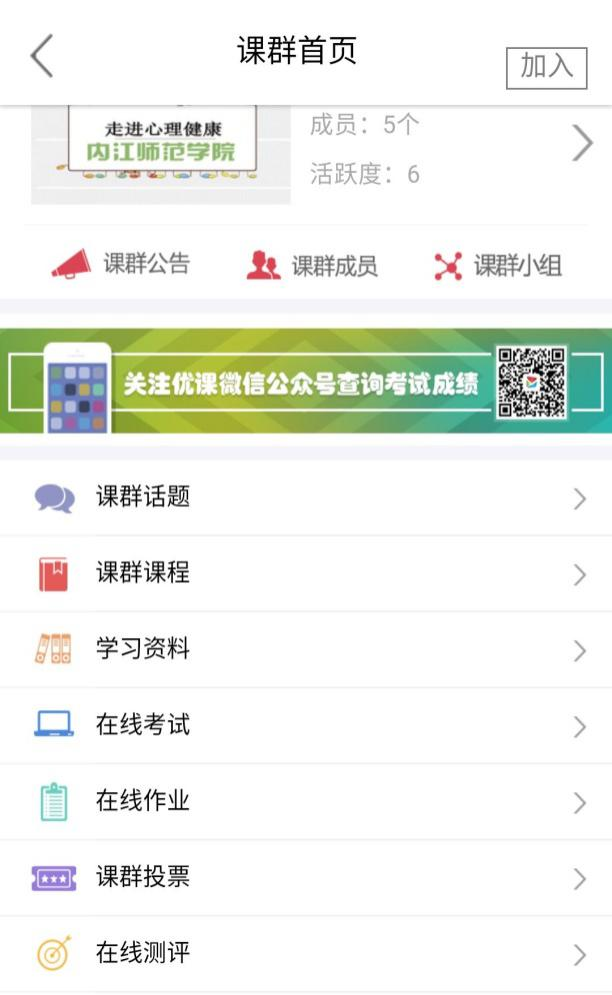 课群首页
加入
走进心理健康
内江师范学院
成员：5个
活跃度：6
课群公告
课群成员
课群小组
关注优课微信公众号查询考试成绩
课群话题
课群课程
学习资料
在线考试
在线作业
课群投票
在线测评